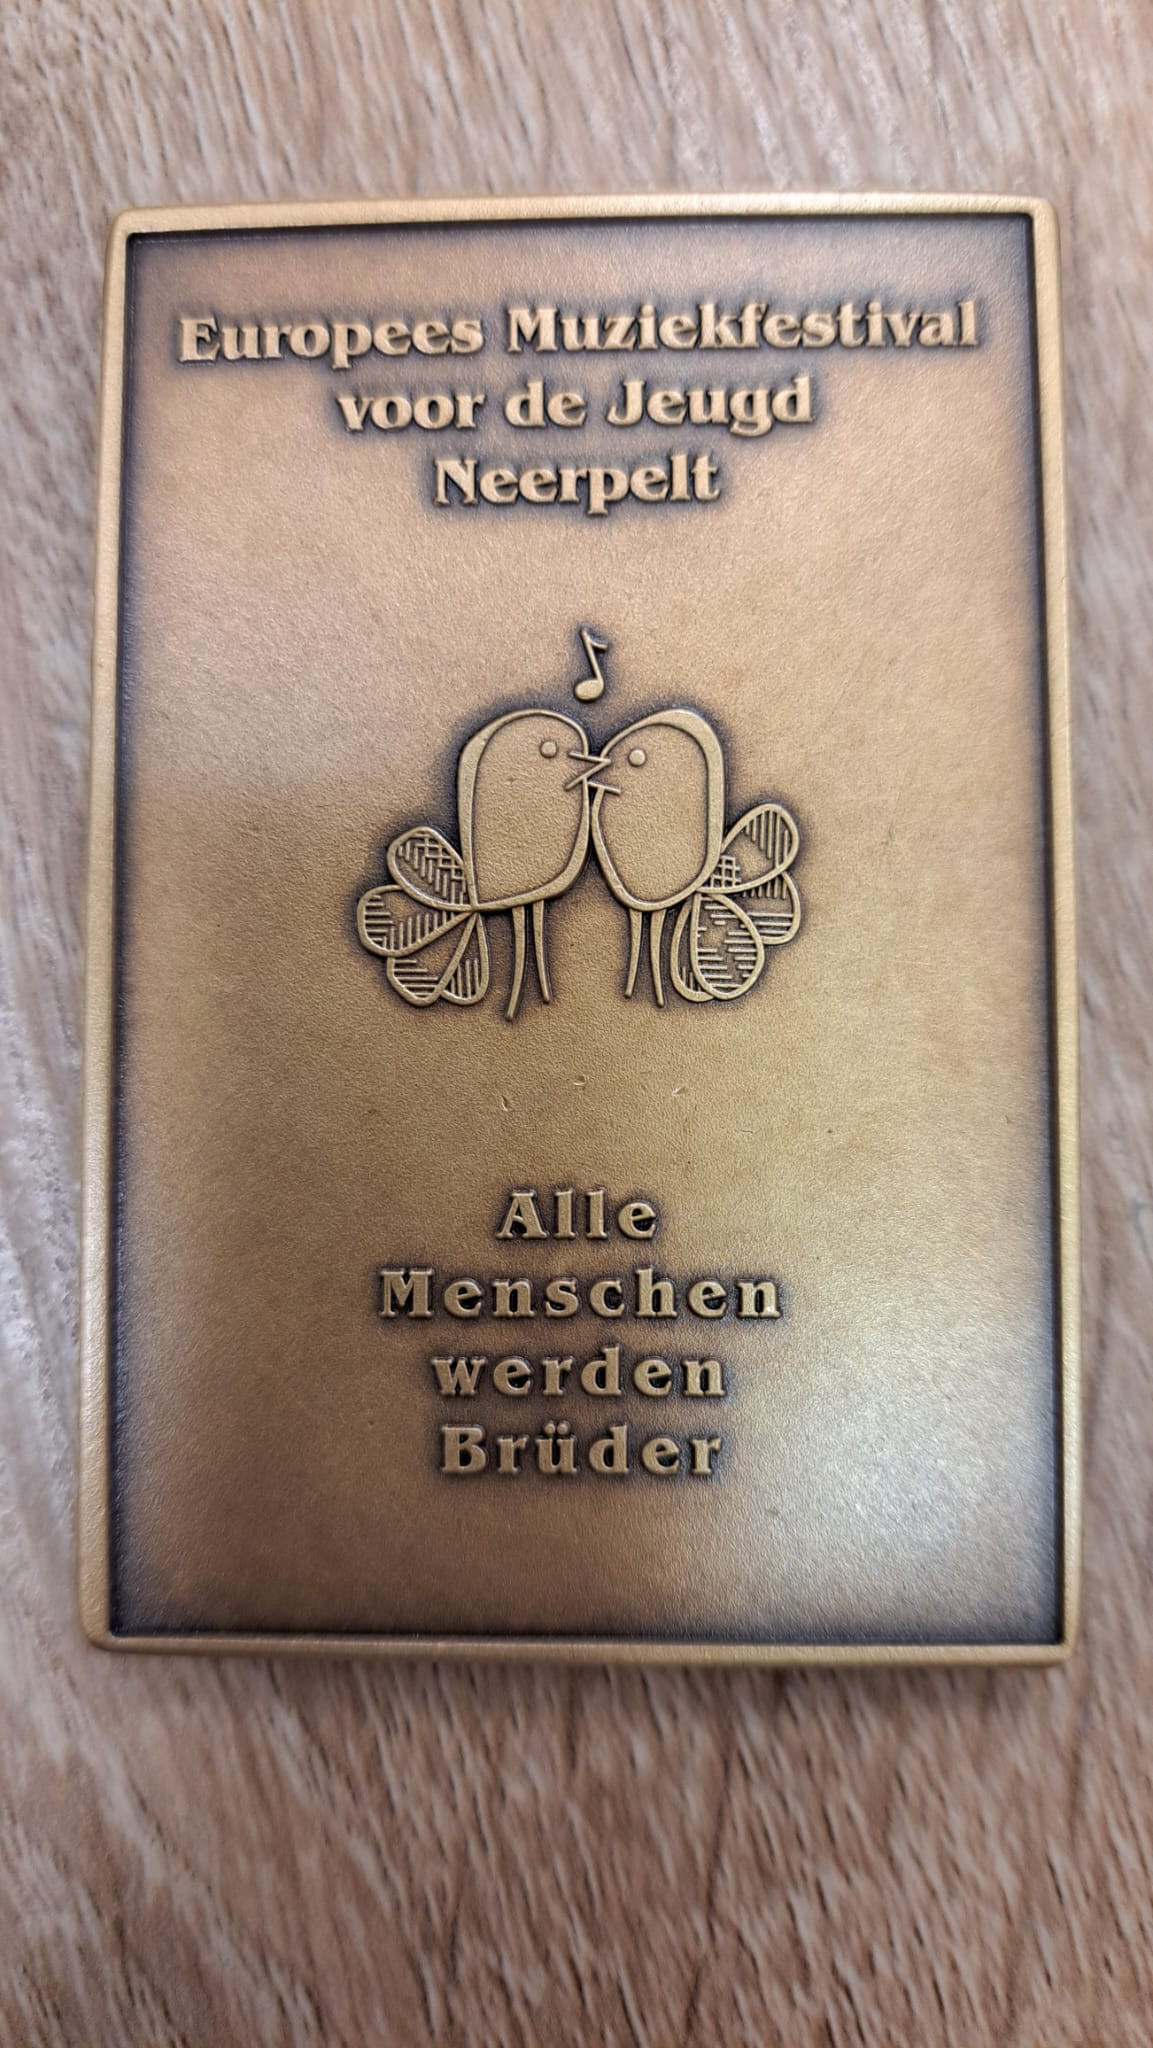 Europees Muziekfestival
voor de Jeugd
Neerpelt
Alle
Menschen
werden
Brüder